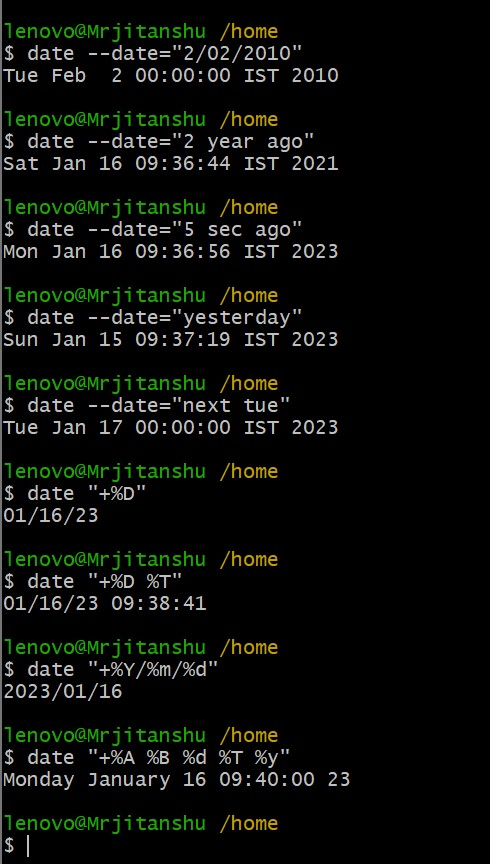 lenovo@Mrjitanshu /home
$ date --date="2/02/2010"
Tue Feb  2 00:00:00 IST 2010
lenovo@Mrjitanshu /home
$ date --date="2 year ago"
Sat Jan 16 09:36:44 IST 2021
lenovo@Mrjitanshu /home
$ date --date="5 sec ago"
Mon Jan 16 09:36:56 IST 2023
lenovo@Mrjitanshu /home
$ date --date="yesterday"
Sun Jan 15 09:37:19 IST 2023
lenovo@Mrjitanshu /home
$ date --date="next tue"
Tue Jan 17 00:00:00 IST 2023
lenovo@Mrjitanshu /home
$ date "+%D"
01/16/23
lenovo@Mrjitanshu /home
$ date "+%D %T"
01/16/23 09:38:41
lenovo@Mrjitanshu /home
$ date "+%Y/%m/%d"
2023/01/16
lenovo@Mrjitanshu /home
$ date "+%A %B %d %T %y"
Monday January 16 09:40:00 23
lenovo@Mrjitanshu /home
$